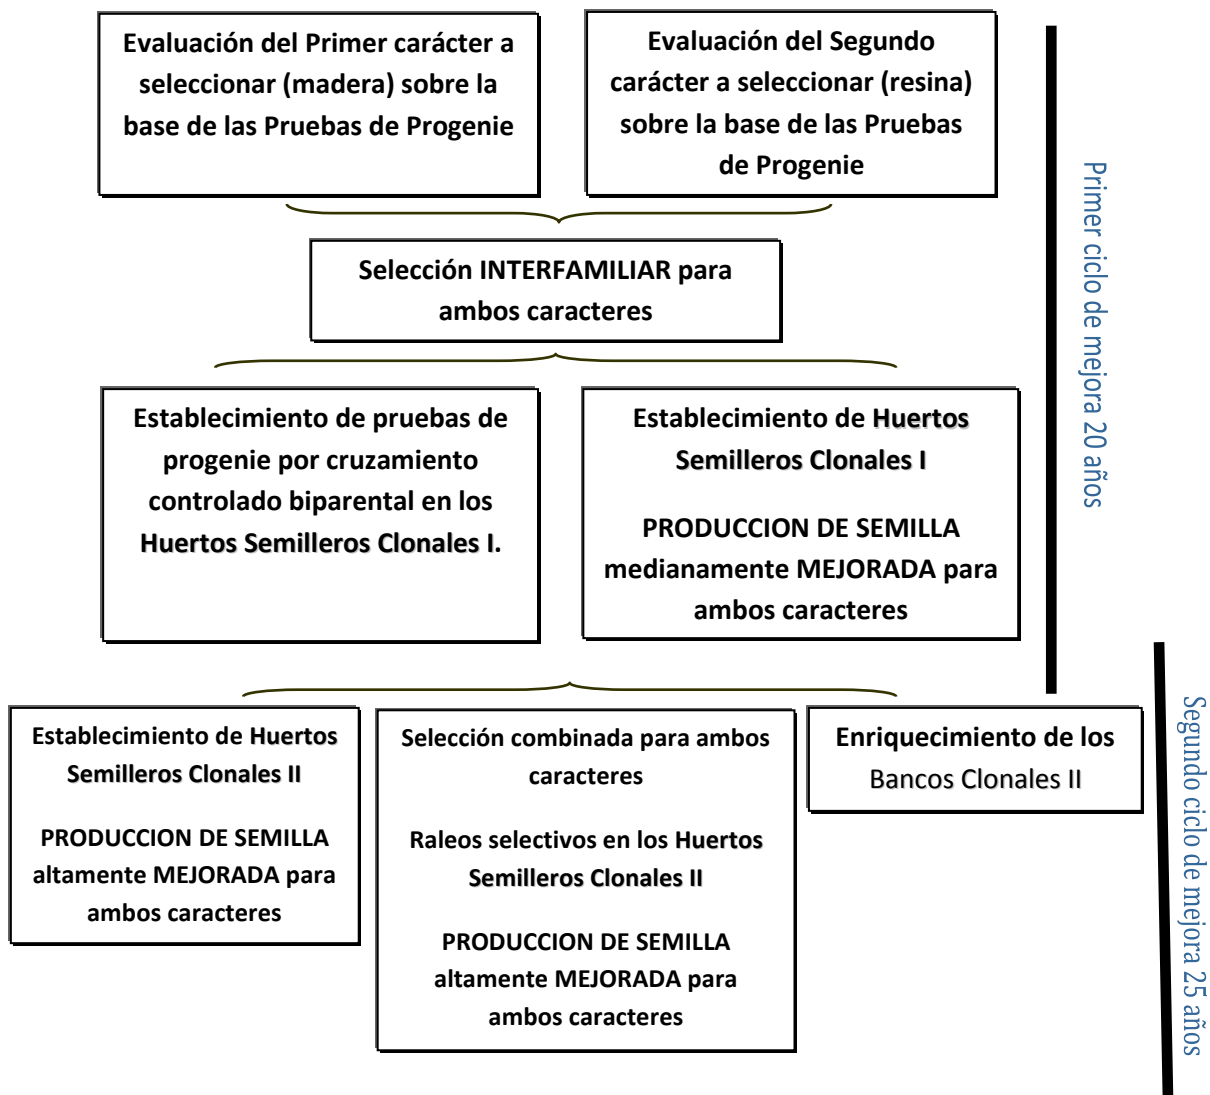 Evaluación del Primer carácter a
seleccionar (madera) sobre la
base de las Pruebas de Progenie
Evaluación del Segundo
carácter a seleccionar (resina)
sobre la base de las Pruebas
de Progenie
Selección INTERFAMILIAR para
ambos caracteres
Establecimiento de pruebas de
progenie por cruzamiento
controlado biparental en los
Huertos Semilleros Clonales I.
Establecimiento de Huertos
Semilleros Clonales I
PRODUCCION DE SEMILLA
medianamente MEJORADA para
ambos caracteres
Primer ciclo de mejora 20 años
Establecimiento de Huertos
Semilleros Clonales II
PRODUCCION DE SEMILLA
altamente MEJORADA para
ambos caracteres
Selección combinada para ambos
caracteres
Raleos selectivos en los Huertos
Semilleros Clonales II
PRODUCCION DE SEMILLA
altamente MEJORADA para
ambos caracteres
Enriquecimiento de los
Bancos Clonales II
Segundo ciclo de mejora 25 años